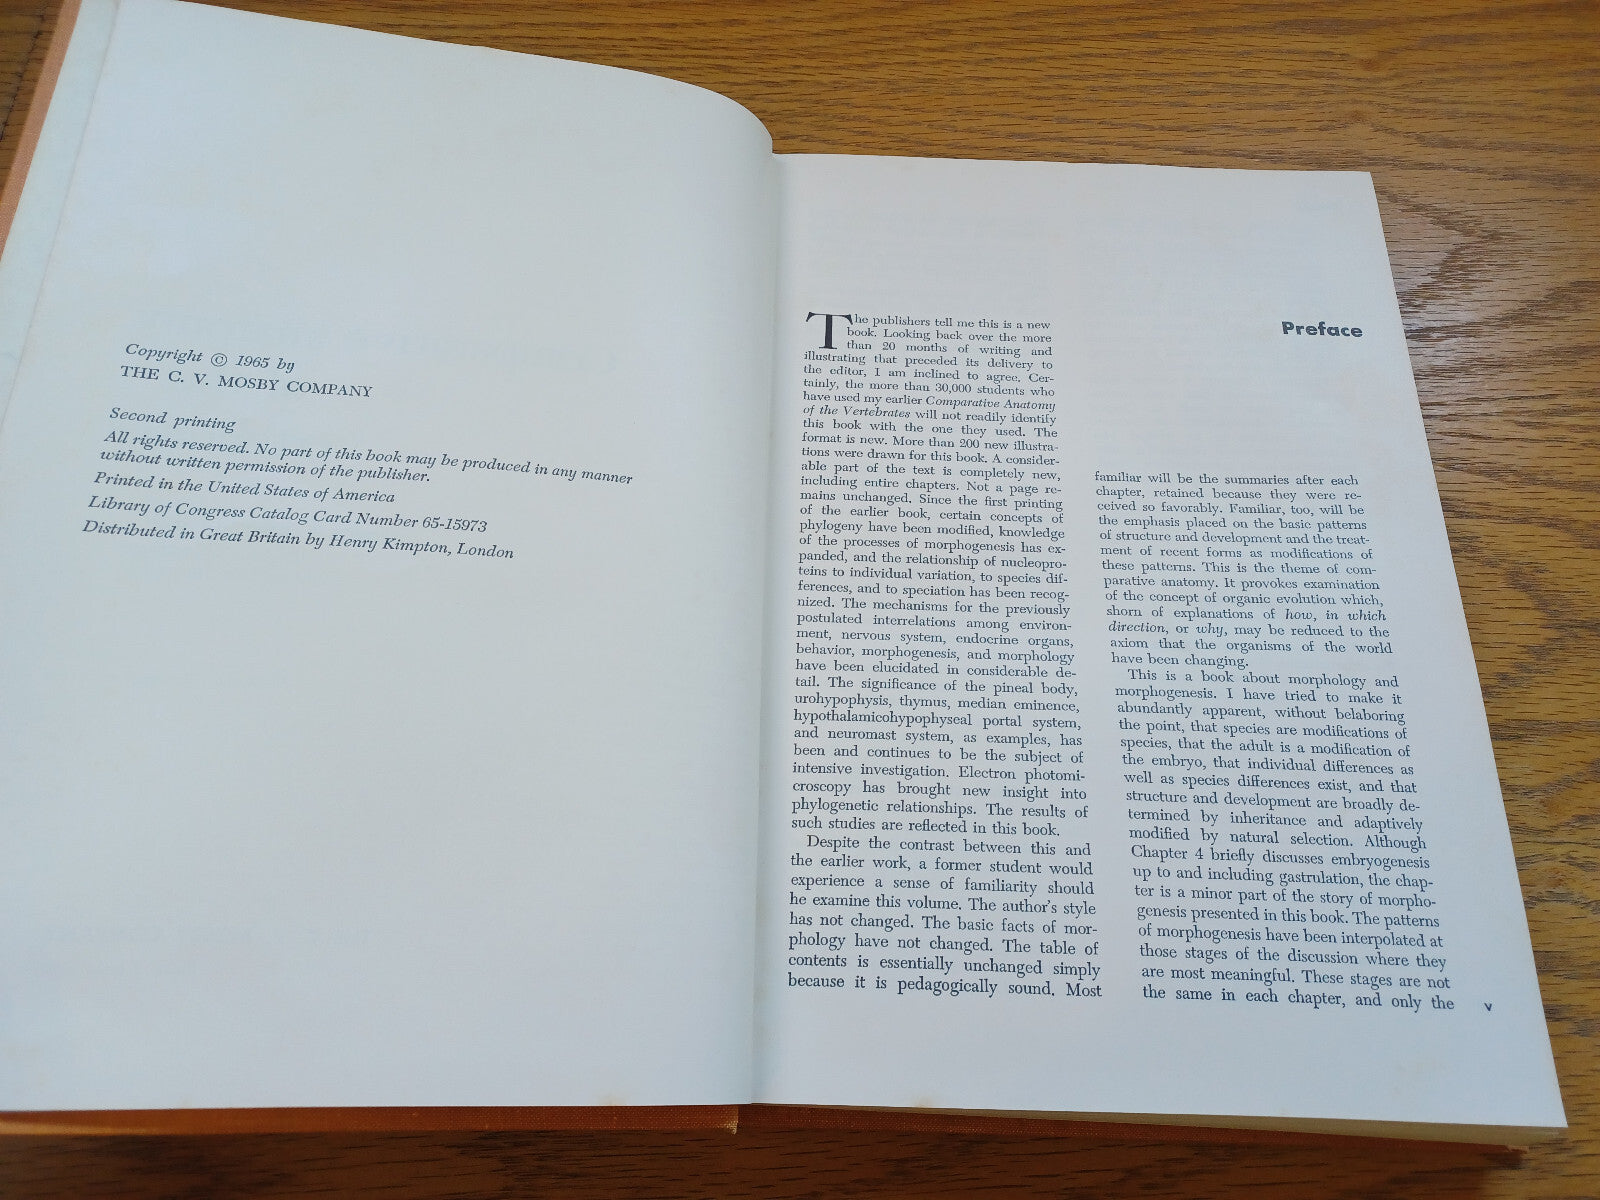 Copyright © 1965 by
THE C. V. MOSBY COMPANY
Second printing
All rights reserved. No part of this book may be produced in any manner
without written permission of the publisher.
Printed in the United States of America
Library of Congress Catalog Card Number 65-15973
Distributed in Great Britain by Henry Kimpton, London
Preface
The publishers tell me this is a new
book. Looking back over the more
than 20 months of writing and
illustrating that preceded its delivery to
the editor, I am inclined to agree. Cer-
tainly, the more than 30,000 students who
have used my earlier Comparative Anatomy
of the Vertebrates will not readily identify
this book with the one they used. The
format is new. More than 200 new illustra-
tions were drawn for this book. A consider-
able part of the text is completely new,
including entire chapters. Not a page re-
mains unchanged. Since the first printing
of the earlier book, certain concepts of
phylogeny have been modified, knowledge
of the processes of morphogenesis has ex-
panded, and the relationship of nucleopro-
teins to individual variation, to species dif-
ferences, and to speciation has been recog-
nized. The mechanisms for the previously
postulated interrelations among environ-
ment, nervous system, endocrine organs,
behavior, morphogenesis, and morphology
have been elucidated in considerable de-
tail. The significance of the pineal body,
urohypophysis, thymus, median eminence,
hypothalamicohypophyseal portal system,
and neuromast system, as examples, has
been and continues to be the subject of
intensive investigation. Electron photomi-
croscopy has brought new insight into
phylogenetic relationships. The results of
such studies are reflected in this book.
Despite the contrast between this and
the earlier work, a former student would
experience a sense of familiarity should
he examine this volume. The author's style
has not changed. The basic facts of mor-
phology have not changed. The table of
contents is essentially unchanged simply
because it is pedagogically sound. Most
familiar will be the summaries after each
chapter, retained because they were re-
ceived so favorably. Familiar, too, will be
the emphasis placed on the basic patterns
of structure and development and the treat-
ment of recent forms as modifications of
these patterns. This is the theme of com-
parative anatomy. It provokes examination
of the concept of organic evolution which,
shorn of explanations of how, in which
direction, or why, may be reduced to the
axiom that the organisms of the world
have been changing.
This is a book about morphology and
morphogenesis. I have tried to make it
abundantly apparent, without belaboring
the point, that species are modifications of
species, that the adult is a modification of
the embryo, that individual differences as
well as species differences exist, and that
structure and development are broadly de-
termined by inheritance and adaptively
modified by natural selection. Although
Chapter 4 briefly discusses embryogenesis
up to and including gastrulation, the chap-
ter is a minor part of the story of morpho-
genesis presented in this book. The patterns
of morphogenesis have been interpolated at
those stages of the discussion where they
are most meaningful. These stages are not
the same in each chapter, and only the
v